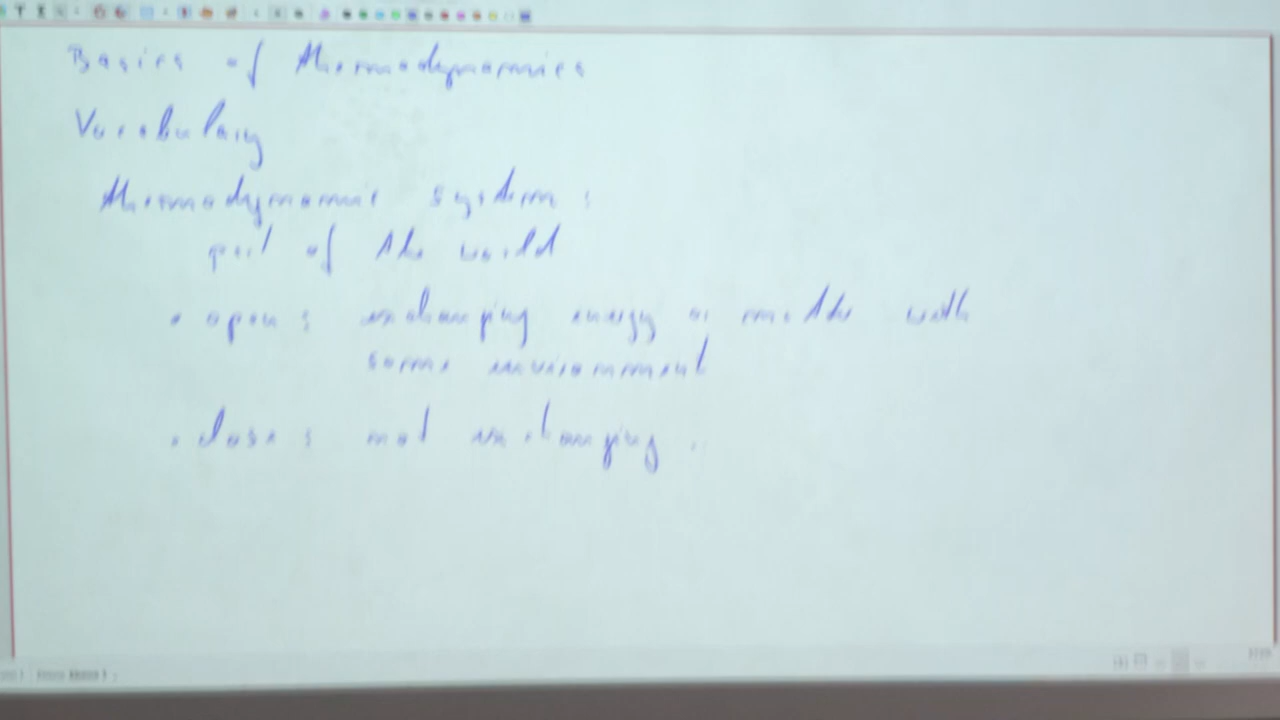 Basics of thermodynamics
Vocabulary
thermodynamic system :
part of the world
• open : exchanging energy or matter with
some environment
• close : not exchanging .